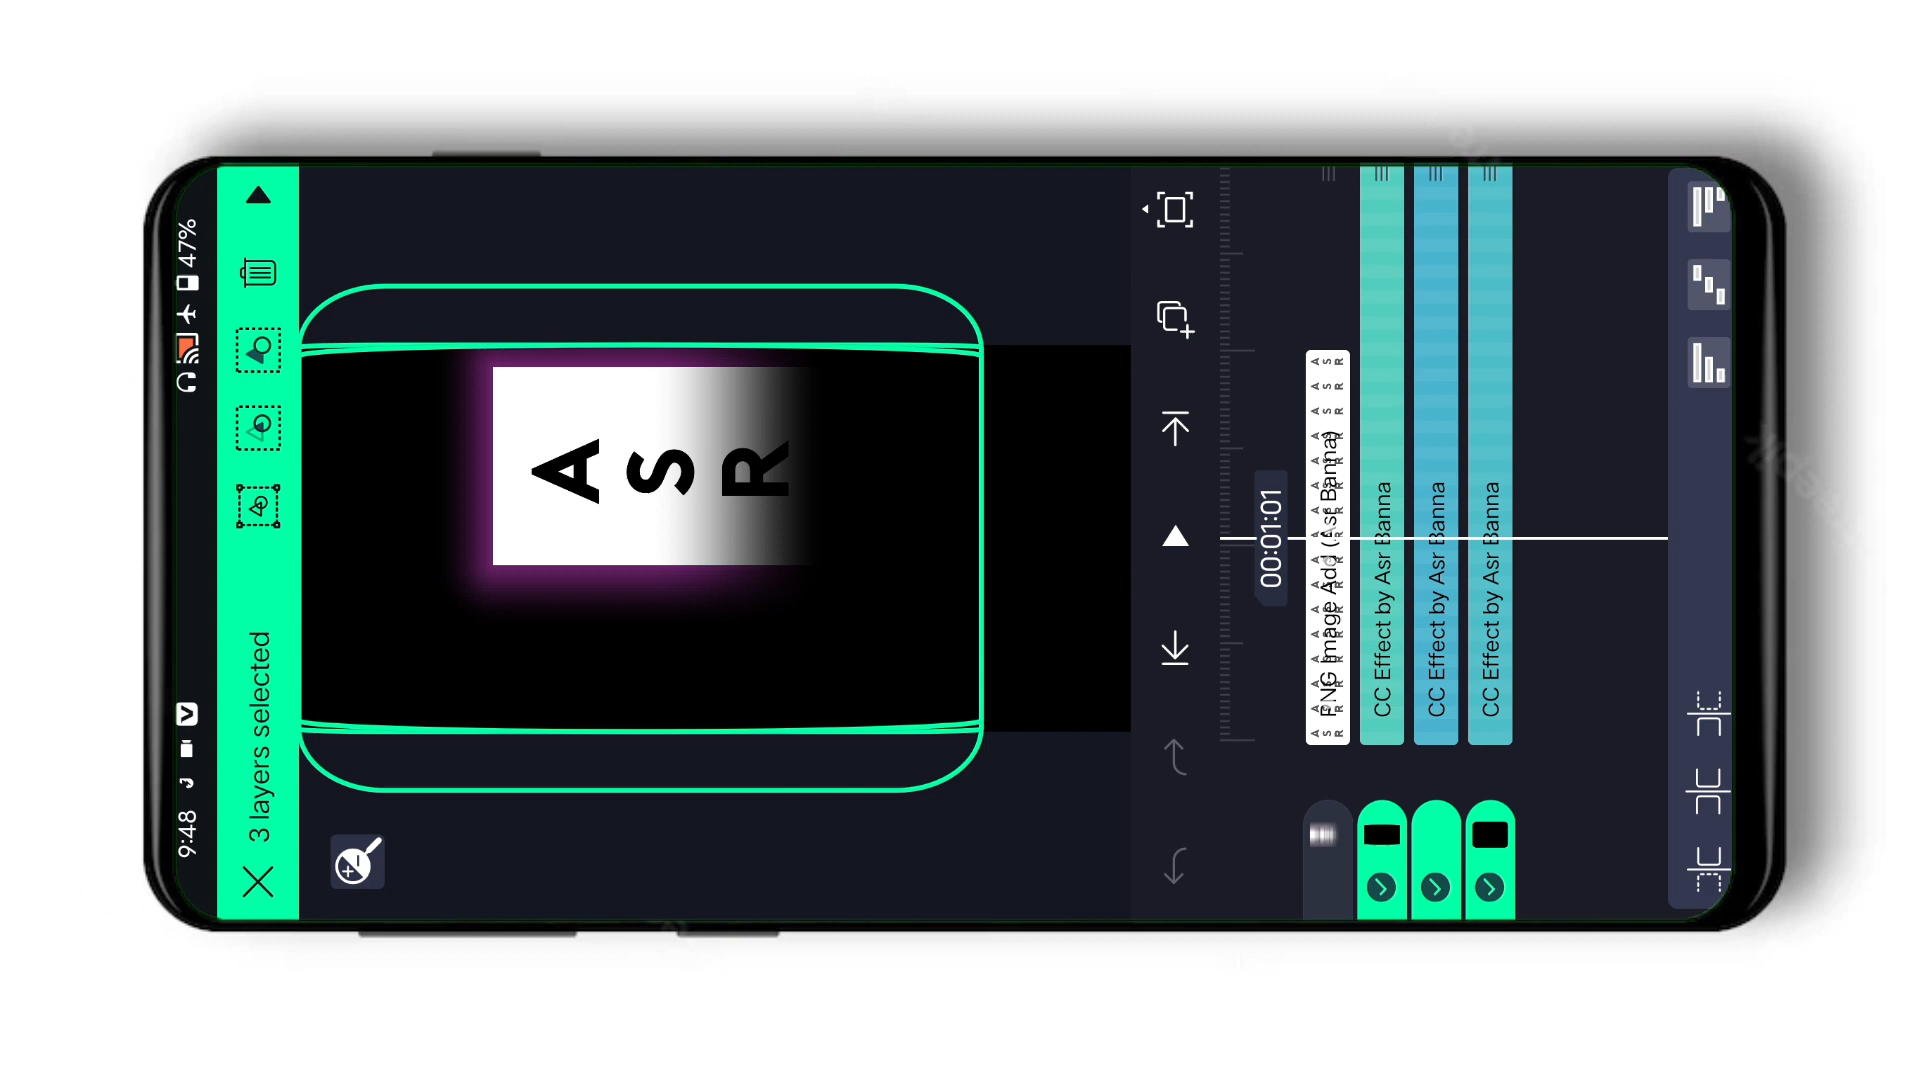 9:48
47%
3 layers selected
A
S
R
00:01:01
PNG Image Add (Asr Banna)
CC Effect by Asr Banna
CC Effect by Asr Banna
CC Effect by Asr Banna